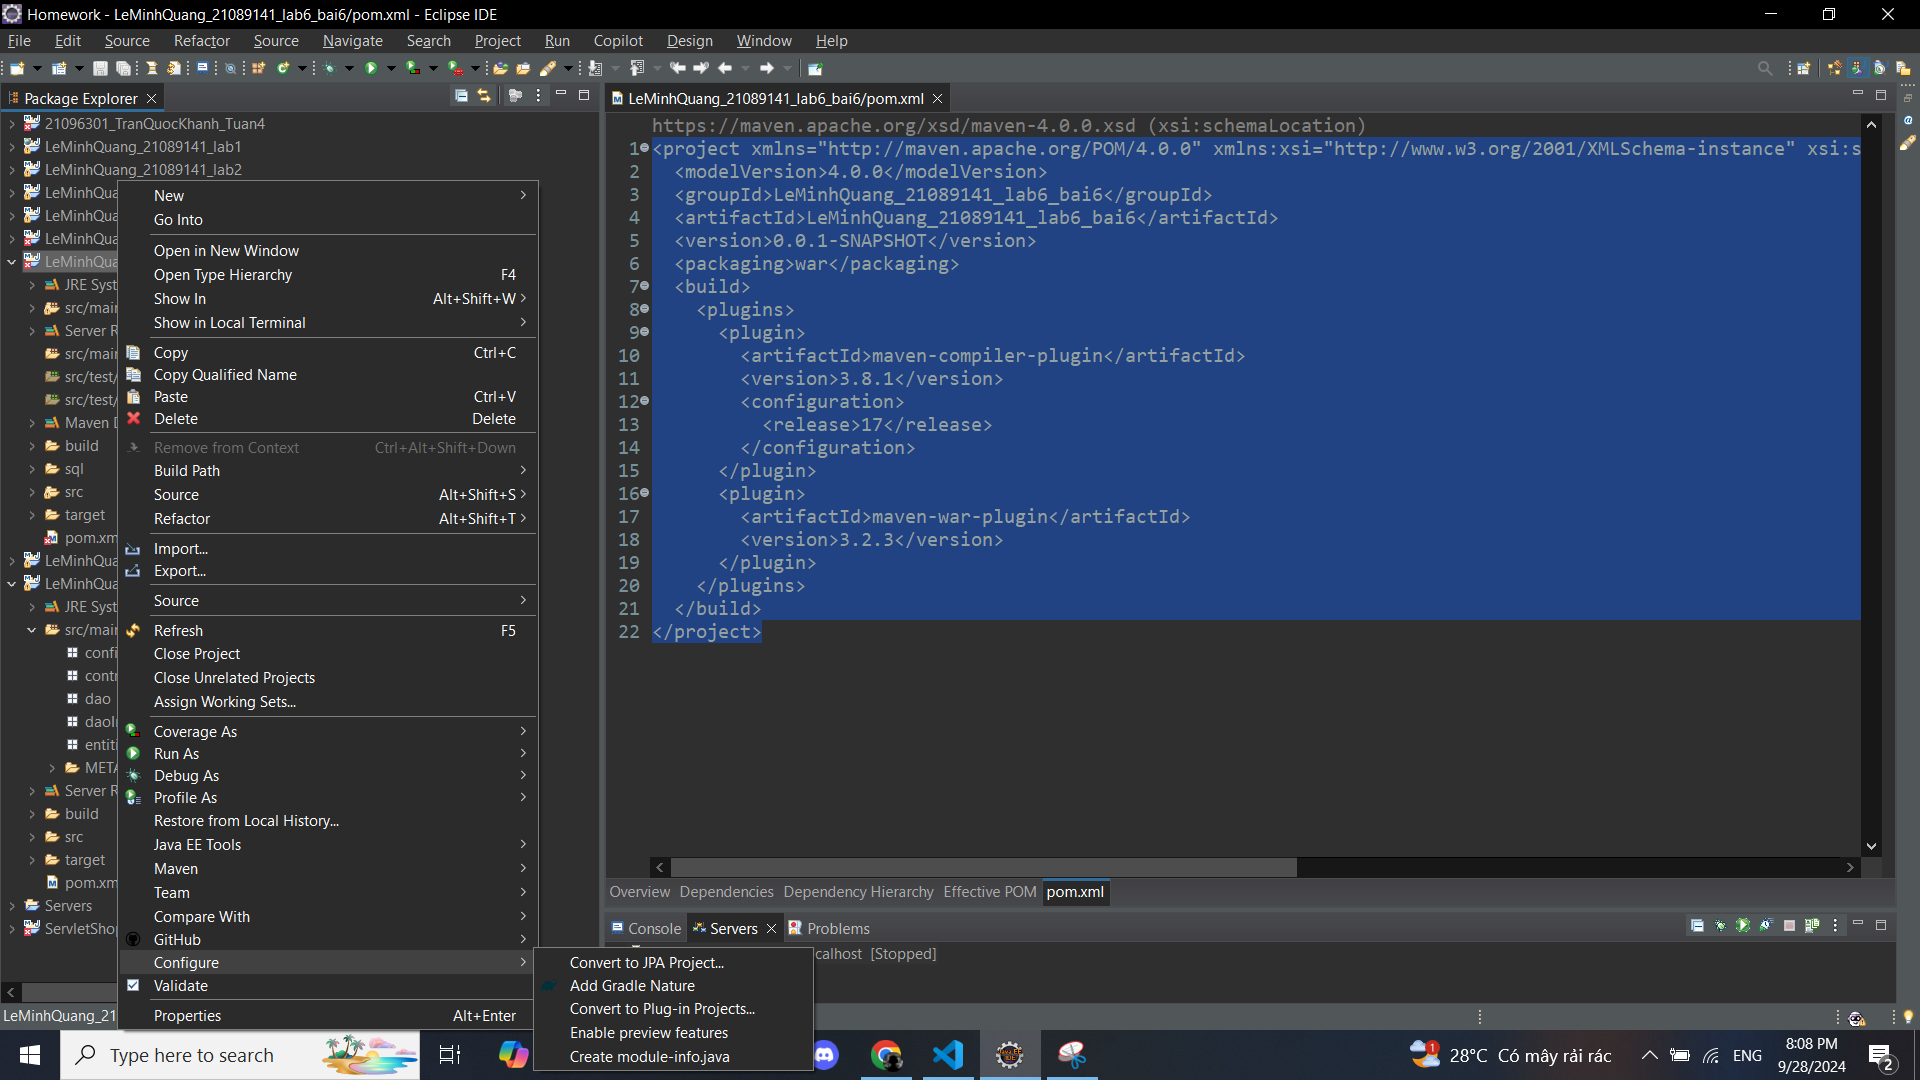 Homework - LeMinhQuang_21089141_lab6_bai6/pom.xml - Eclipse IDE
File Edit Source Refactor Source Navigate Search Project Run Copilot Design Window Help
Package Explorer
21096301_TranQuocKhanh_Tuan4
LeMinhQuang_21089141_lab1
LeMinhQuang_21089141_lab2
LeMinhQua
LeMinhQua
LeMinhQua
LeMinhQua
JRE Syst
src/mai
Server R
src/mai
src/test/
src/test/
Maven D
build
sql
src
target
pom.xm
LeMinhQua
LeMinhQua
JRE Syst
src/mai
confi
contr
dao
daoI
entiti
META
Server R
build
src
target
pom.xm
Servers
ServletShop
LeMinhQuang_21
New
Go Into
Open in New Window
Open Type Hierarchy F4
Show In Alt+Shift+W
Show in Local Terminal
Copy Ctrl+C
Copy Qualified Name
Paste Ctrl+V
Delete Delete
Remove from Context Ctrl+Alt+Shift+Down
Build Path
Source Alt+Shift+S
Refactor Alt+Shift+T
Import...
Export...
Source
Refresh F5
Close Project
Close Unrelated Projects
Assign Working Sets...
Coverage As
Run As
Debug As
Profile As
Restore from Local History...
Java EE Tools
Maven
Team
Compare With
GitHub
Configure
Validate
Properties Alt+Enter
Convert to JPA Project...
Add Gradle Nature
Convert to Plug-in Projects...
Enable preview features
Create module-info.java
LeMinhQuang_21089141_lab6_bai6/pom.xml
https://maven.apache.org/xsd/maven-4.0.0.xsd (xsi:schemaLocation)
1 <project xmlns="http://maven.apache.org/POM/4.0.0" xmlns:xsi="http://www.w3.org/2001/XMLSchema-instance" xsi:s
2 <modelVersion>4.0.0</modelVersion>
3 <groupId>LeMinhQuang_21089141_lab6_bai6</groupId>
4 <artifactId>LeMinhQuang_21089141_lab6_bai6</artifactId>
5 <version>0.0.1-SNAPSHOT</version>
6 <packaging>war</packaging>
7 <build>
8 <plugins>
9 <plugin>
10 <artifactId>maven-compiler-plugin</artifactId>
11 <version>3.8.1</version>
12 <configuration>
13 <release>17</release>
14 </configuration>
15 </plugin>
16 <plugin>
17 <artifactId>maven-war-plugin</artifactId>
18 <version>3.2.3</version>
19 </plugin>
20 </plugins>
21 </build>
22 </project>
Overview Dependencies Dependency Hierarchy Effective POM pom.xml
Console Servers Problems
calhost [Stopped]
Type here to search
28°C Có mây rải rác
ENG
8:08 PM
9/28/2024
1
2